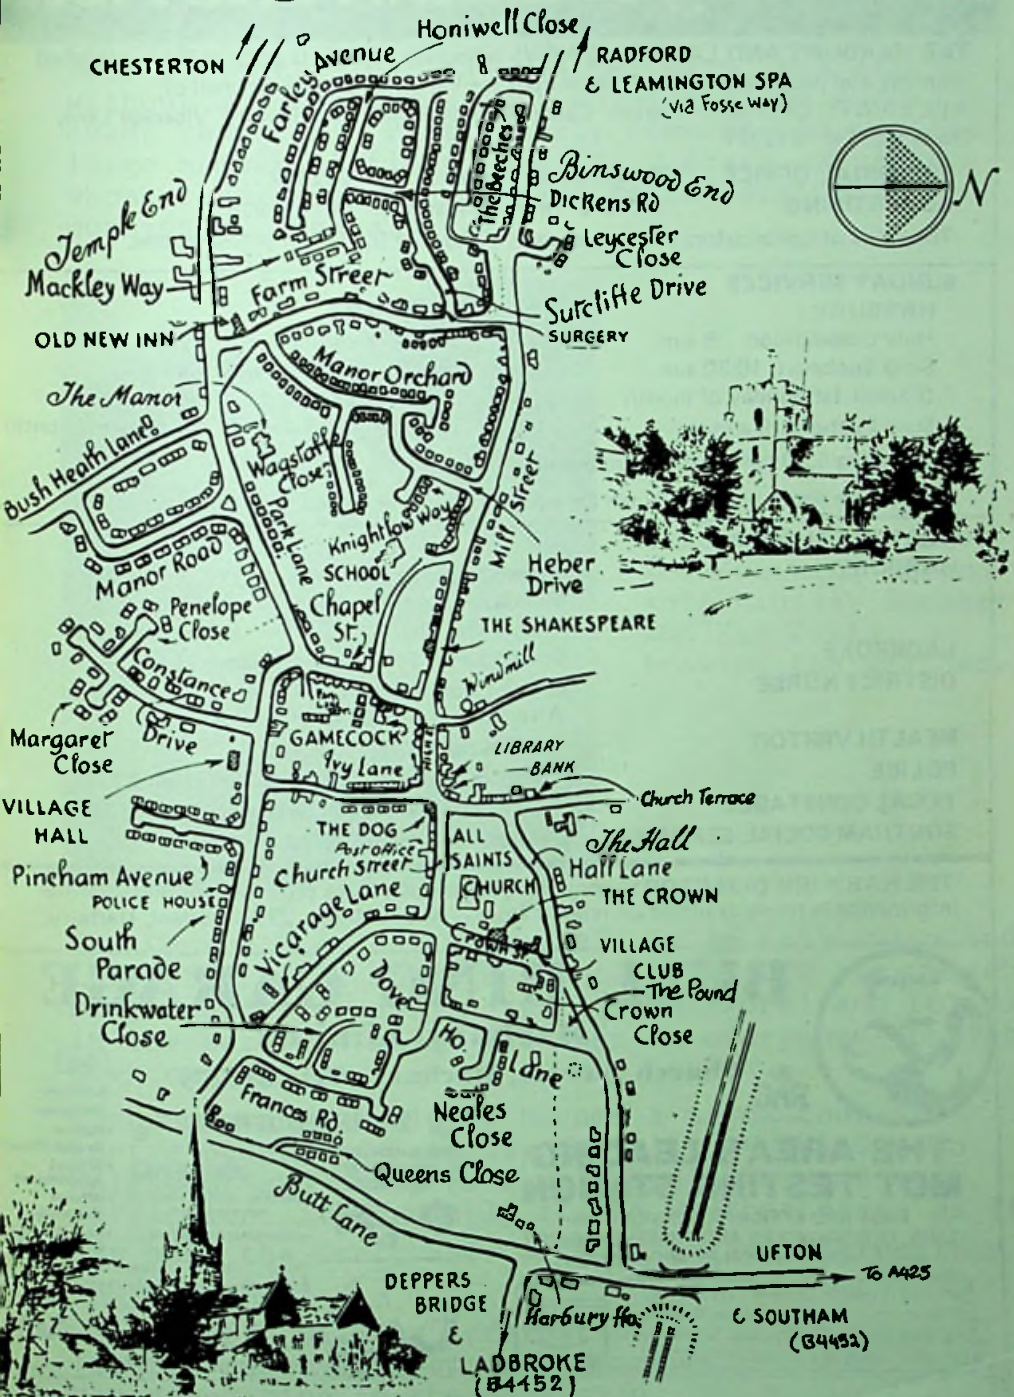 Honiwell Close
CHESTERTON
Farley Avenue
RADFORD
& LEAMINGTON SPA
(via Fosse Way)
The Beeches
Binswood End
Dickens Rd
Leycester
Close
N
Temple End
Mackley Way
Farm Street
Sutcliffe Drive
SURGERY
OLD NEW INN
Manor Orchard
The Manor
Bush Heath Lane
Wagstaffe
Close
Park Lane
Knightlow Way
Mill Street
SCHOOL
Heber
Drive
Manor Road
Chapel
St.
Penelope
Close
THE SHAKESPEARE
Windmill
Constance
Drive
Margaret
Close
GAMECOCK
Ivy Lane
LIBRARY
BANK
Church Terrace
VILLAGE
HALL
THE DOG
Post office
Church Street
ALL
SAINTS
CHURCH
The Hall
Hall Lane
Pincham Avenue
POLICE HOUSE
THE CROWN
Vicarage Lane
Crown St.
South
Parade
VILLAGE
CLUB
The Pound
Crown
Close
Drinkwater
Close
Dovehouse Lane
Frances Rd
Neales
Close
Queens Close
Butt Lane
UFTON
To A425
DEPPERS
BRIDGE
&
LADBROKE
(B4452)
Harbury Ho.
& SOUTHAM
(B4452)